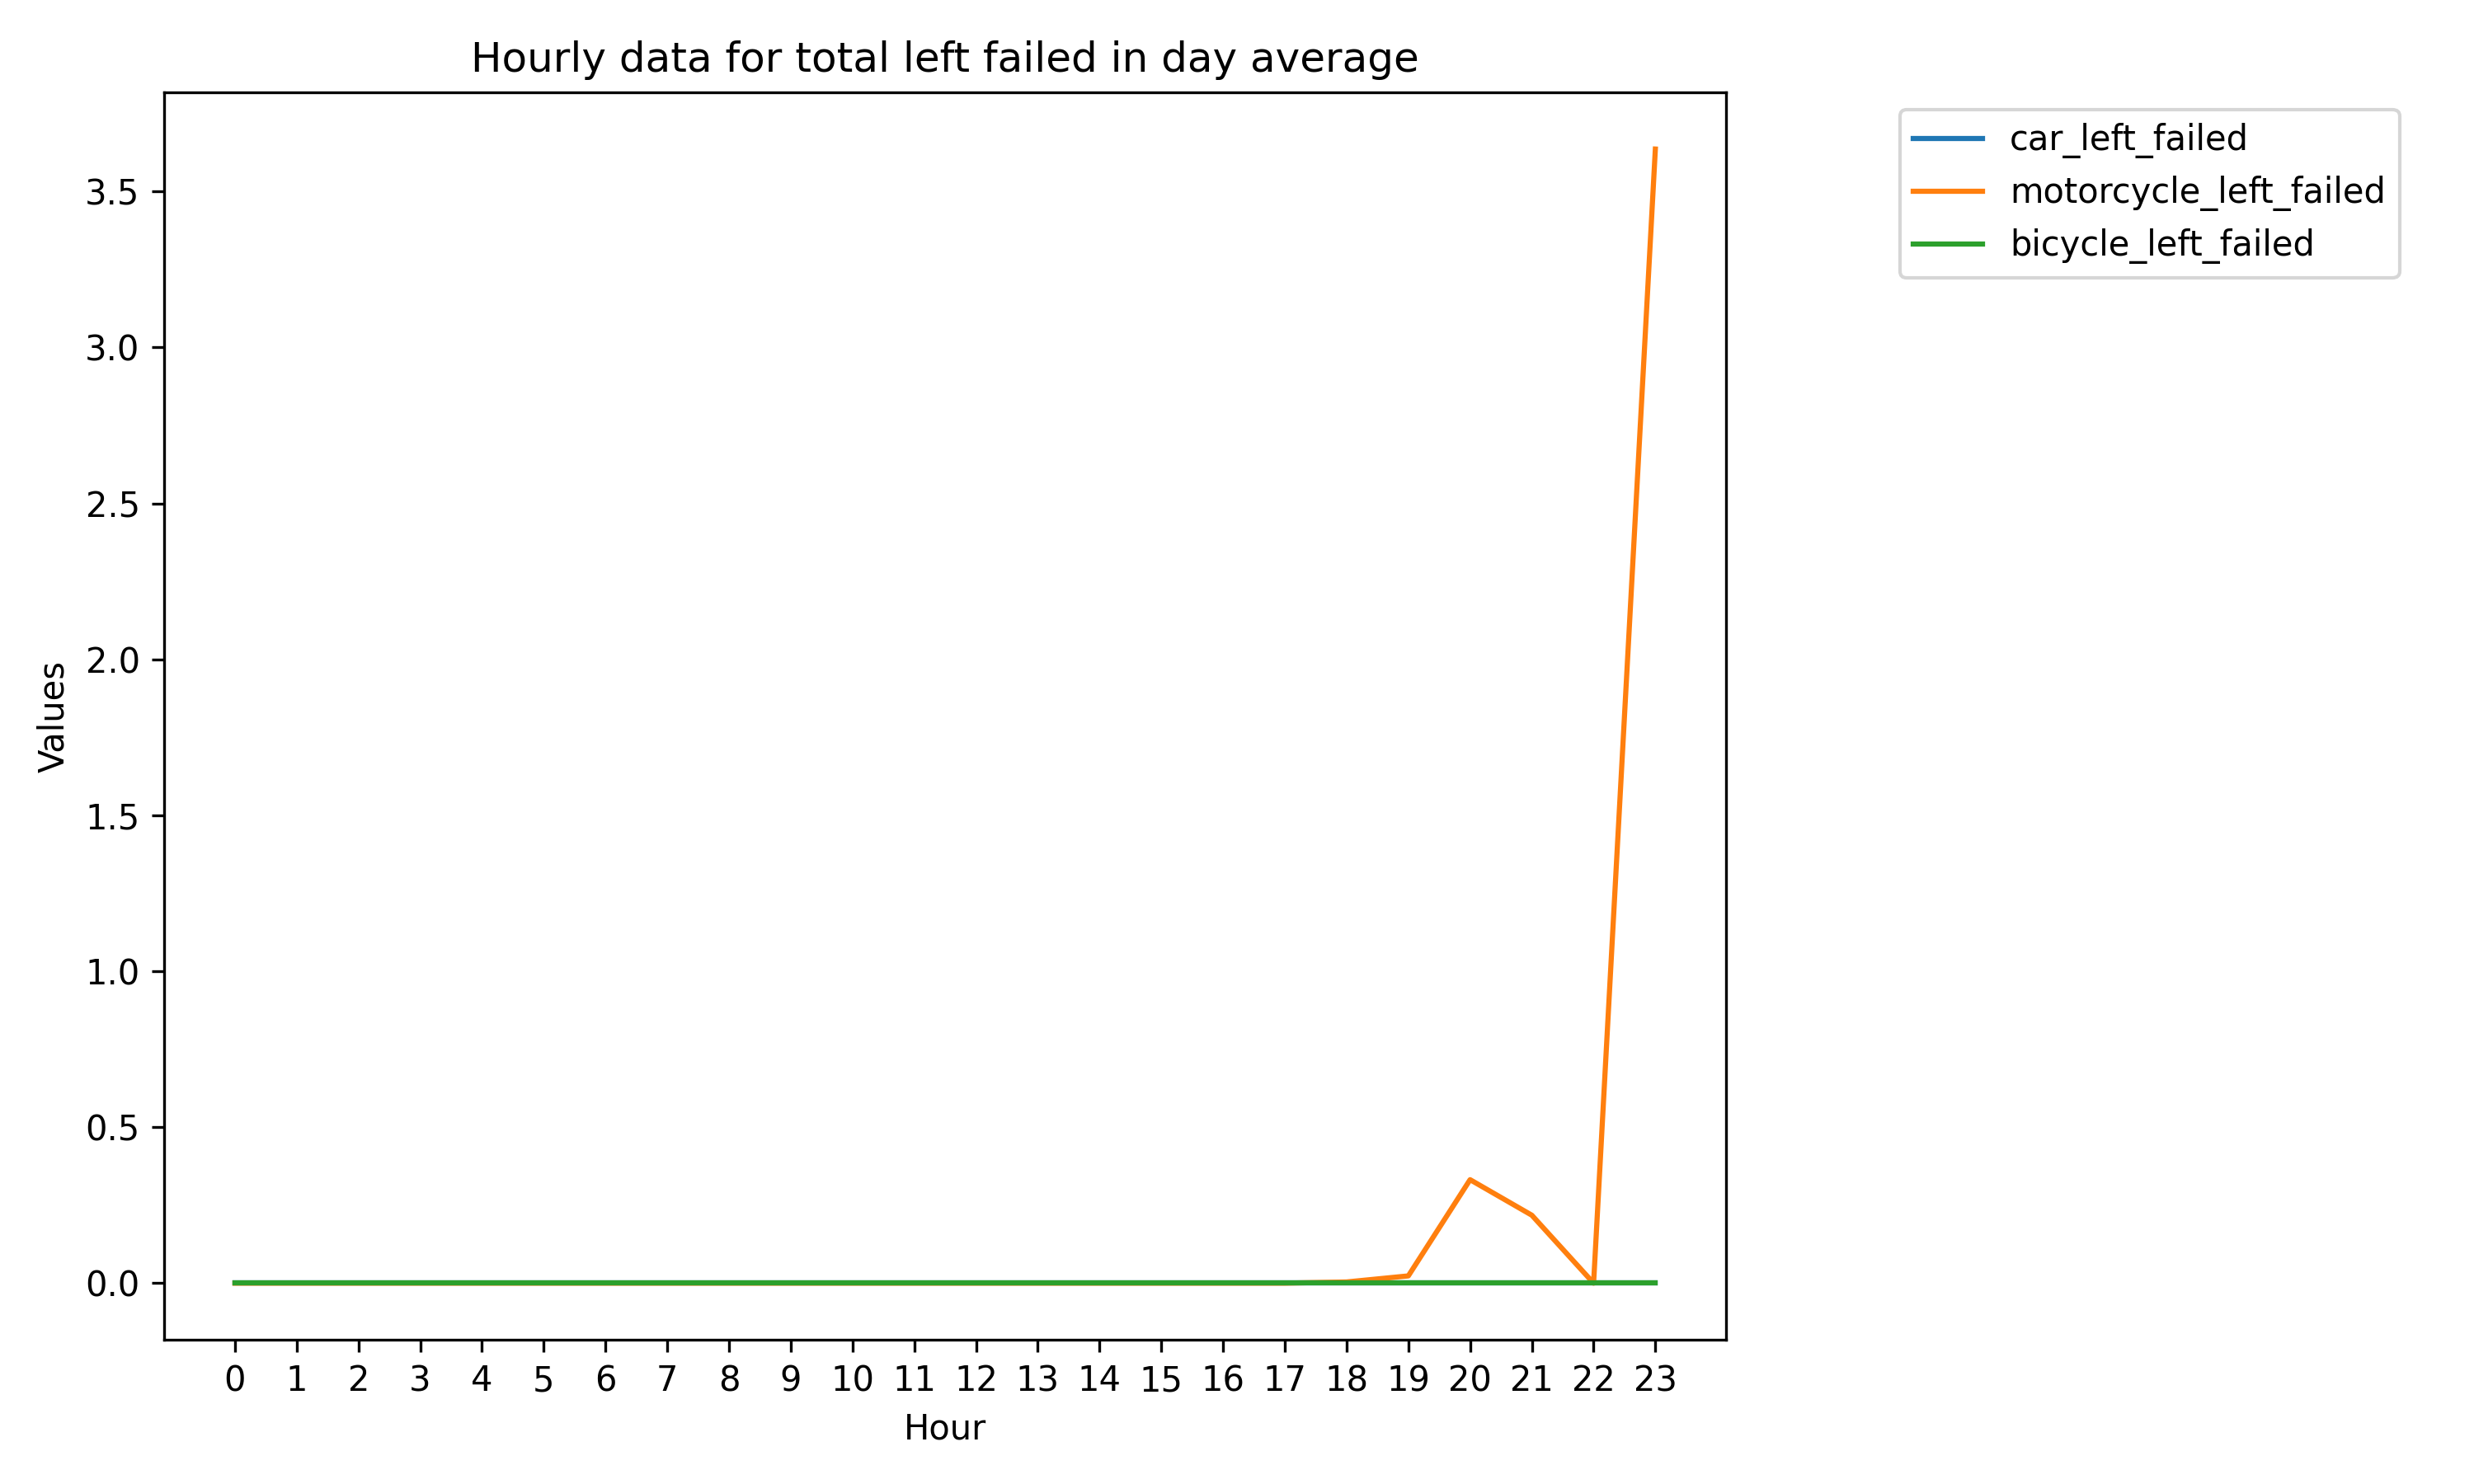 Hourly data for total left failed in day average
car_left_failed
motorcycle_left_failed
bicycle_left_failed
3.5
3.0
2.5
2.0
1.5
1.0
0.5
0.0
Values
0 1 2 3 4 5 6 7 8 9 10 11 12 13 14 15 16 17 18 19 20 21 22 23
Hour